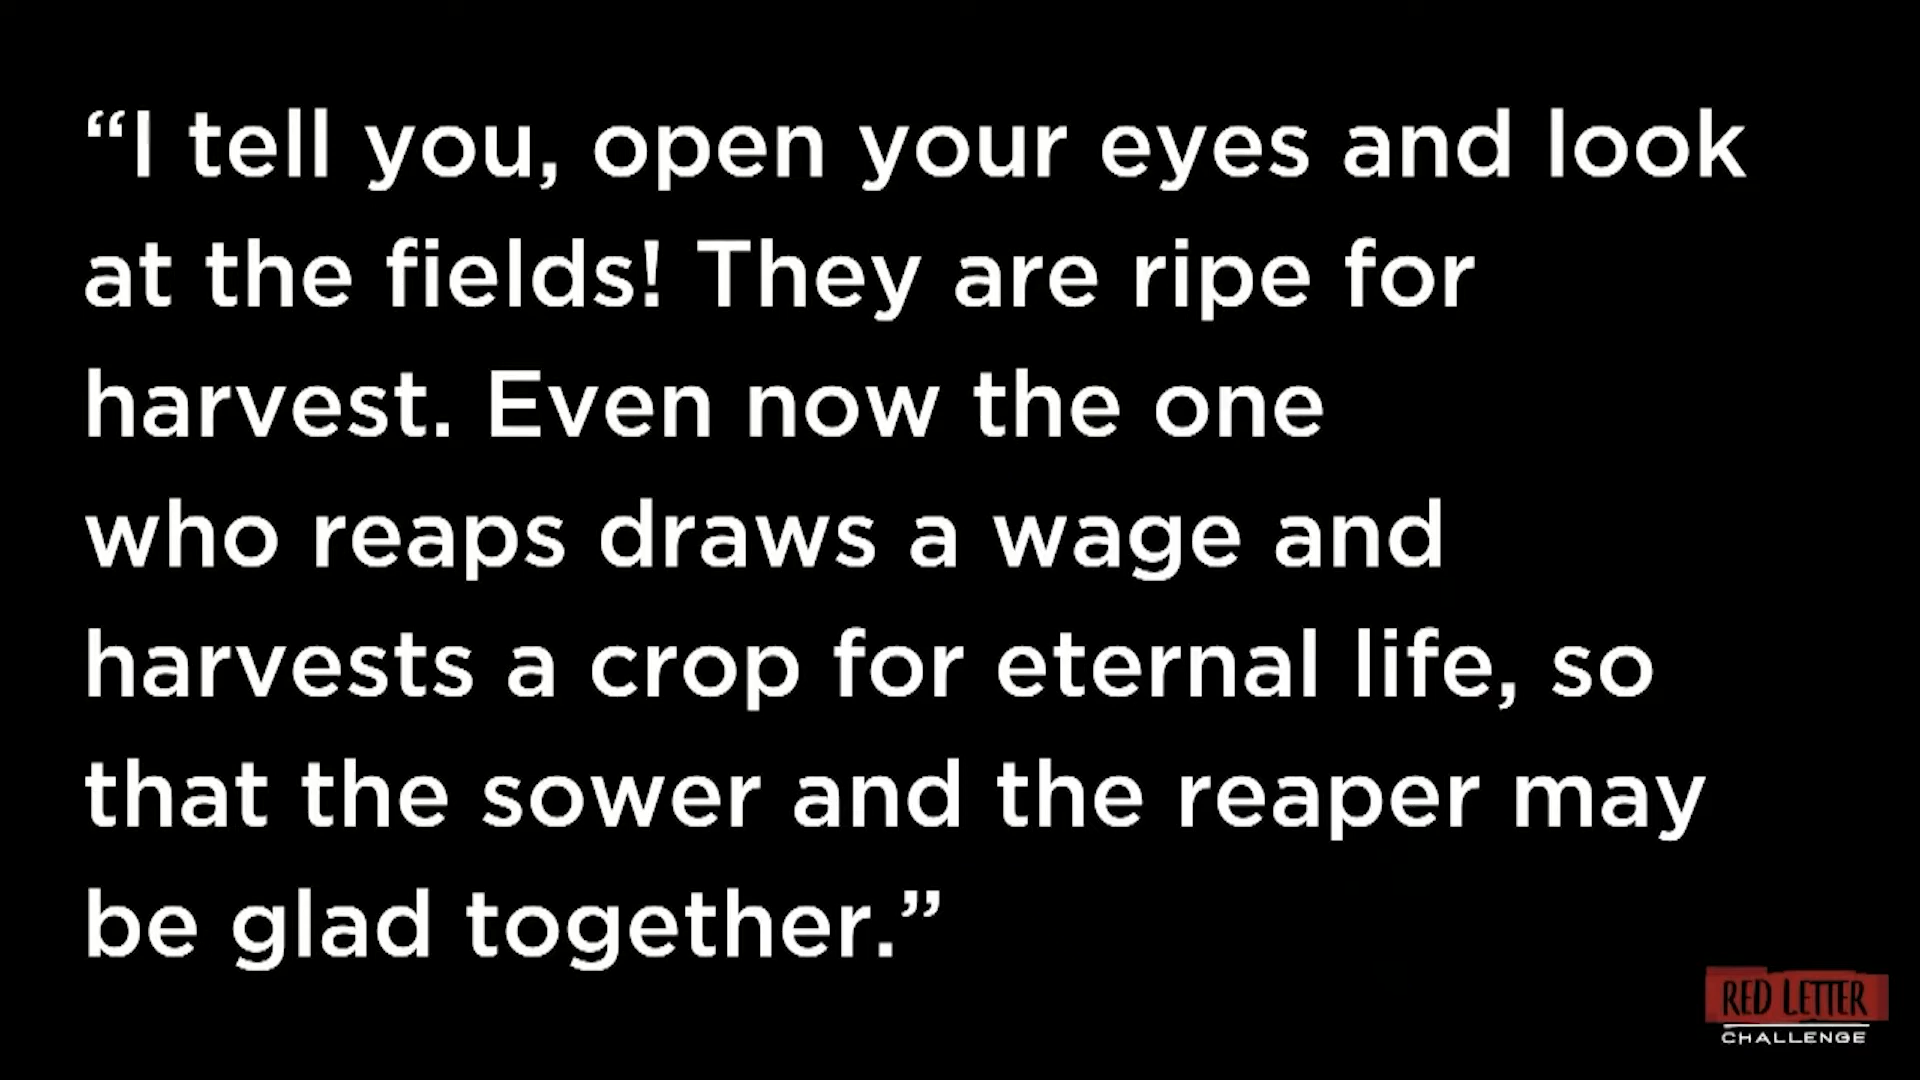 “I tell you, open your eyes and look
at the fields! They are ripe for
harvest. Even now the one
who reaps draws a wage and
harvests a crop for eternal life, so
that the sower and the reaper may
be glad together.”
RED LETTER
CHALLENGE